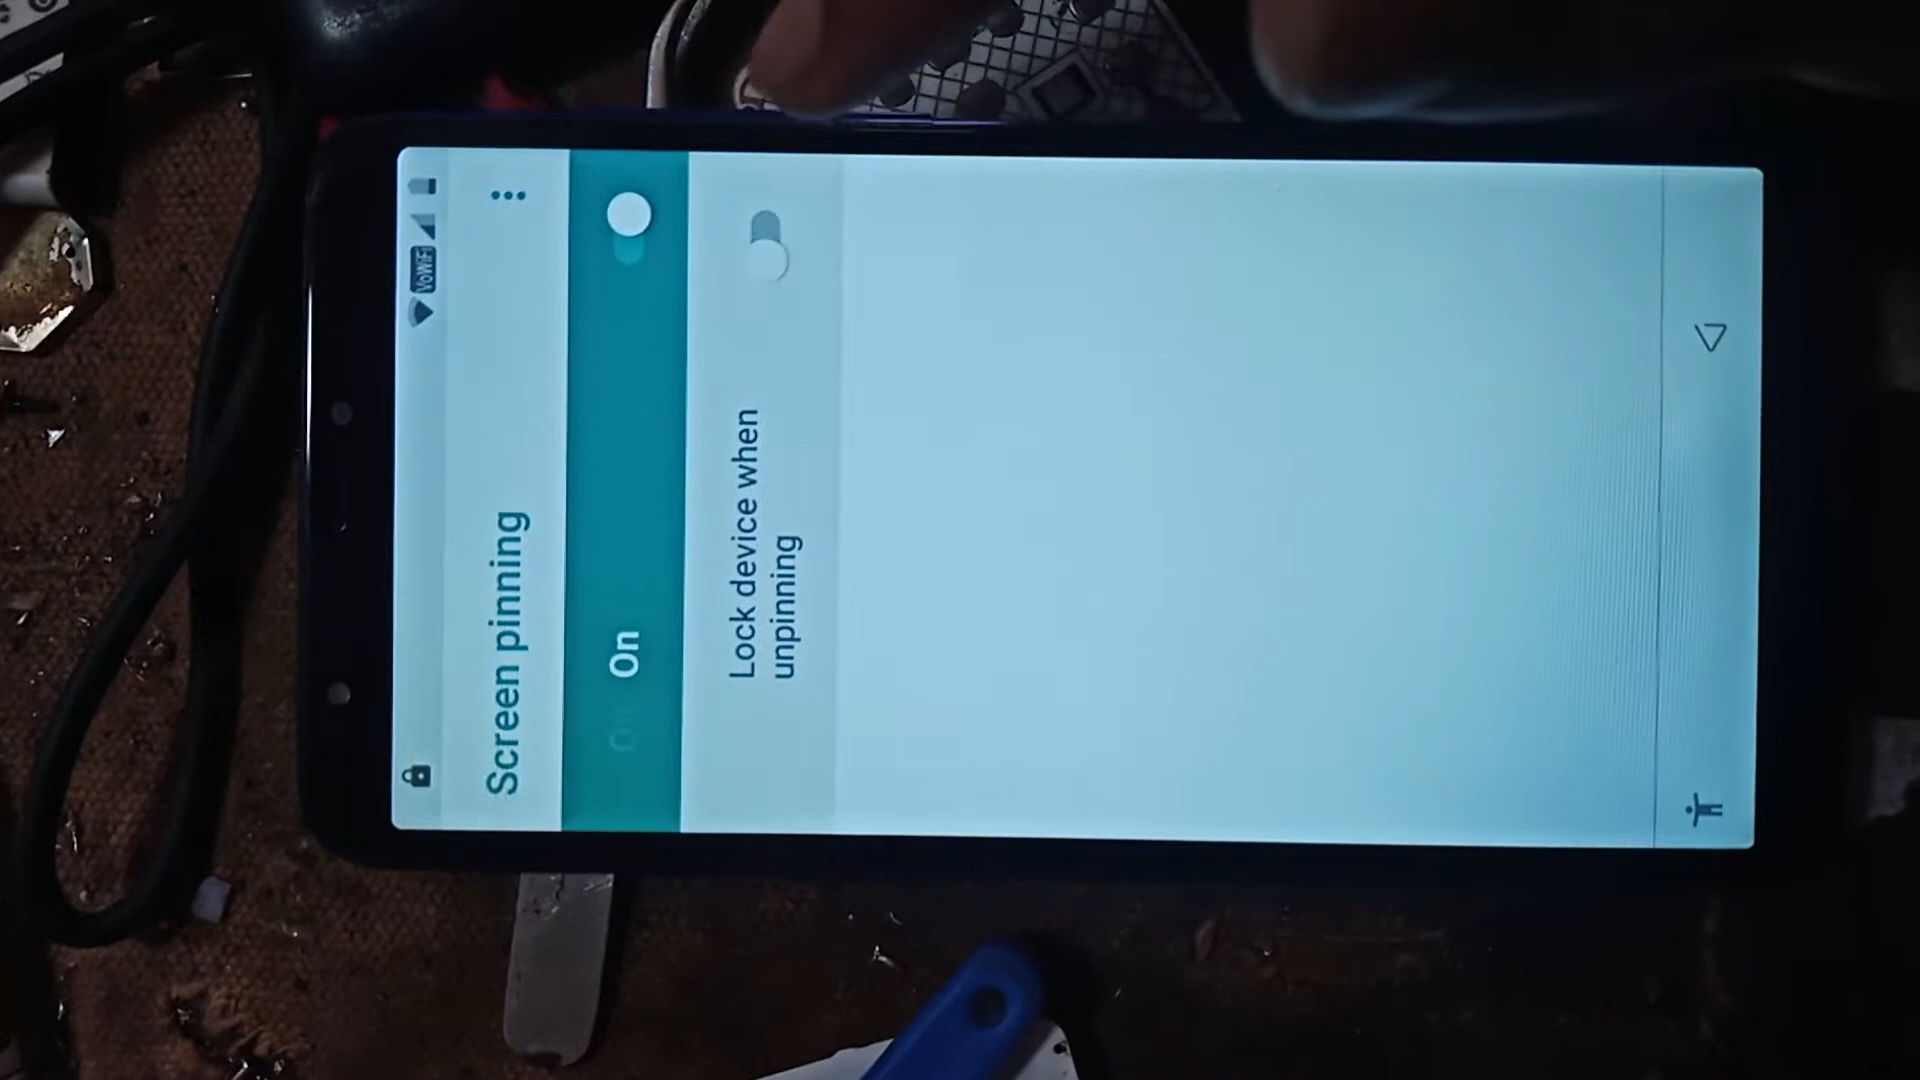 VoWiFi
Screen pinning
On
Lock device when
unpinning